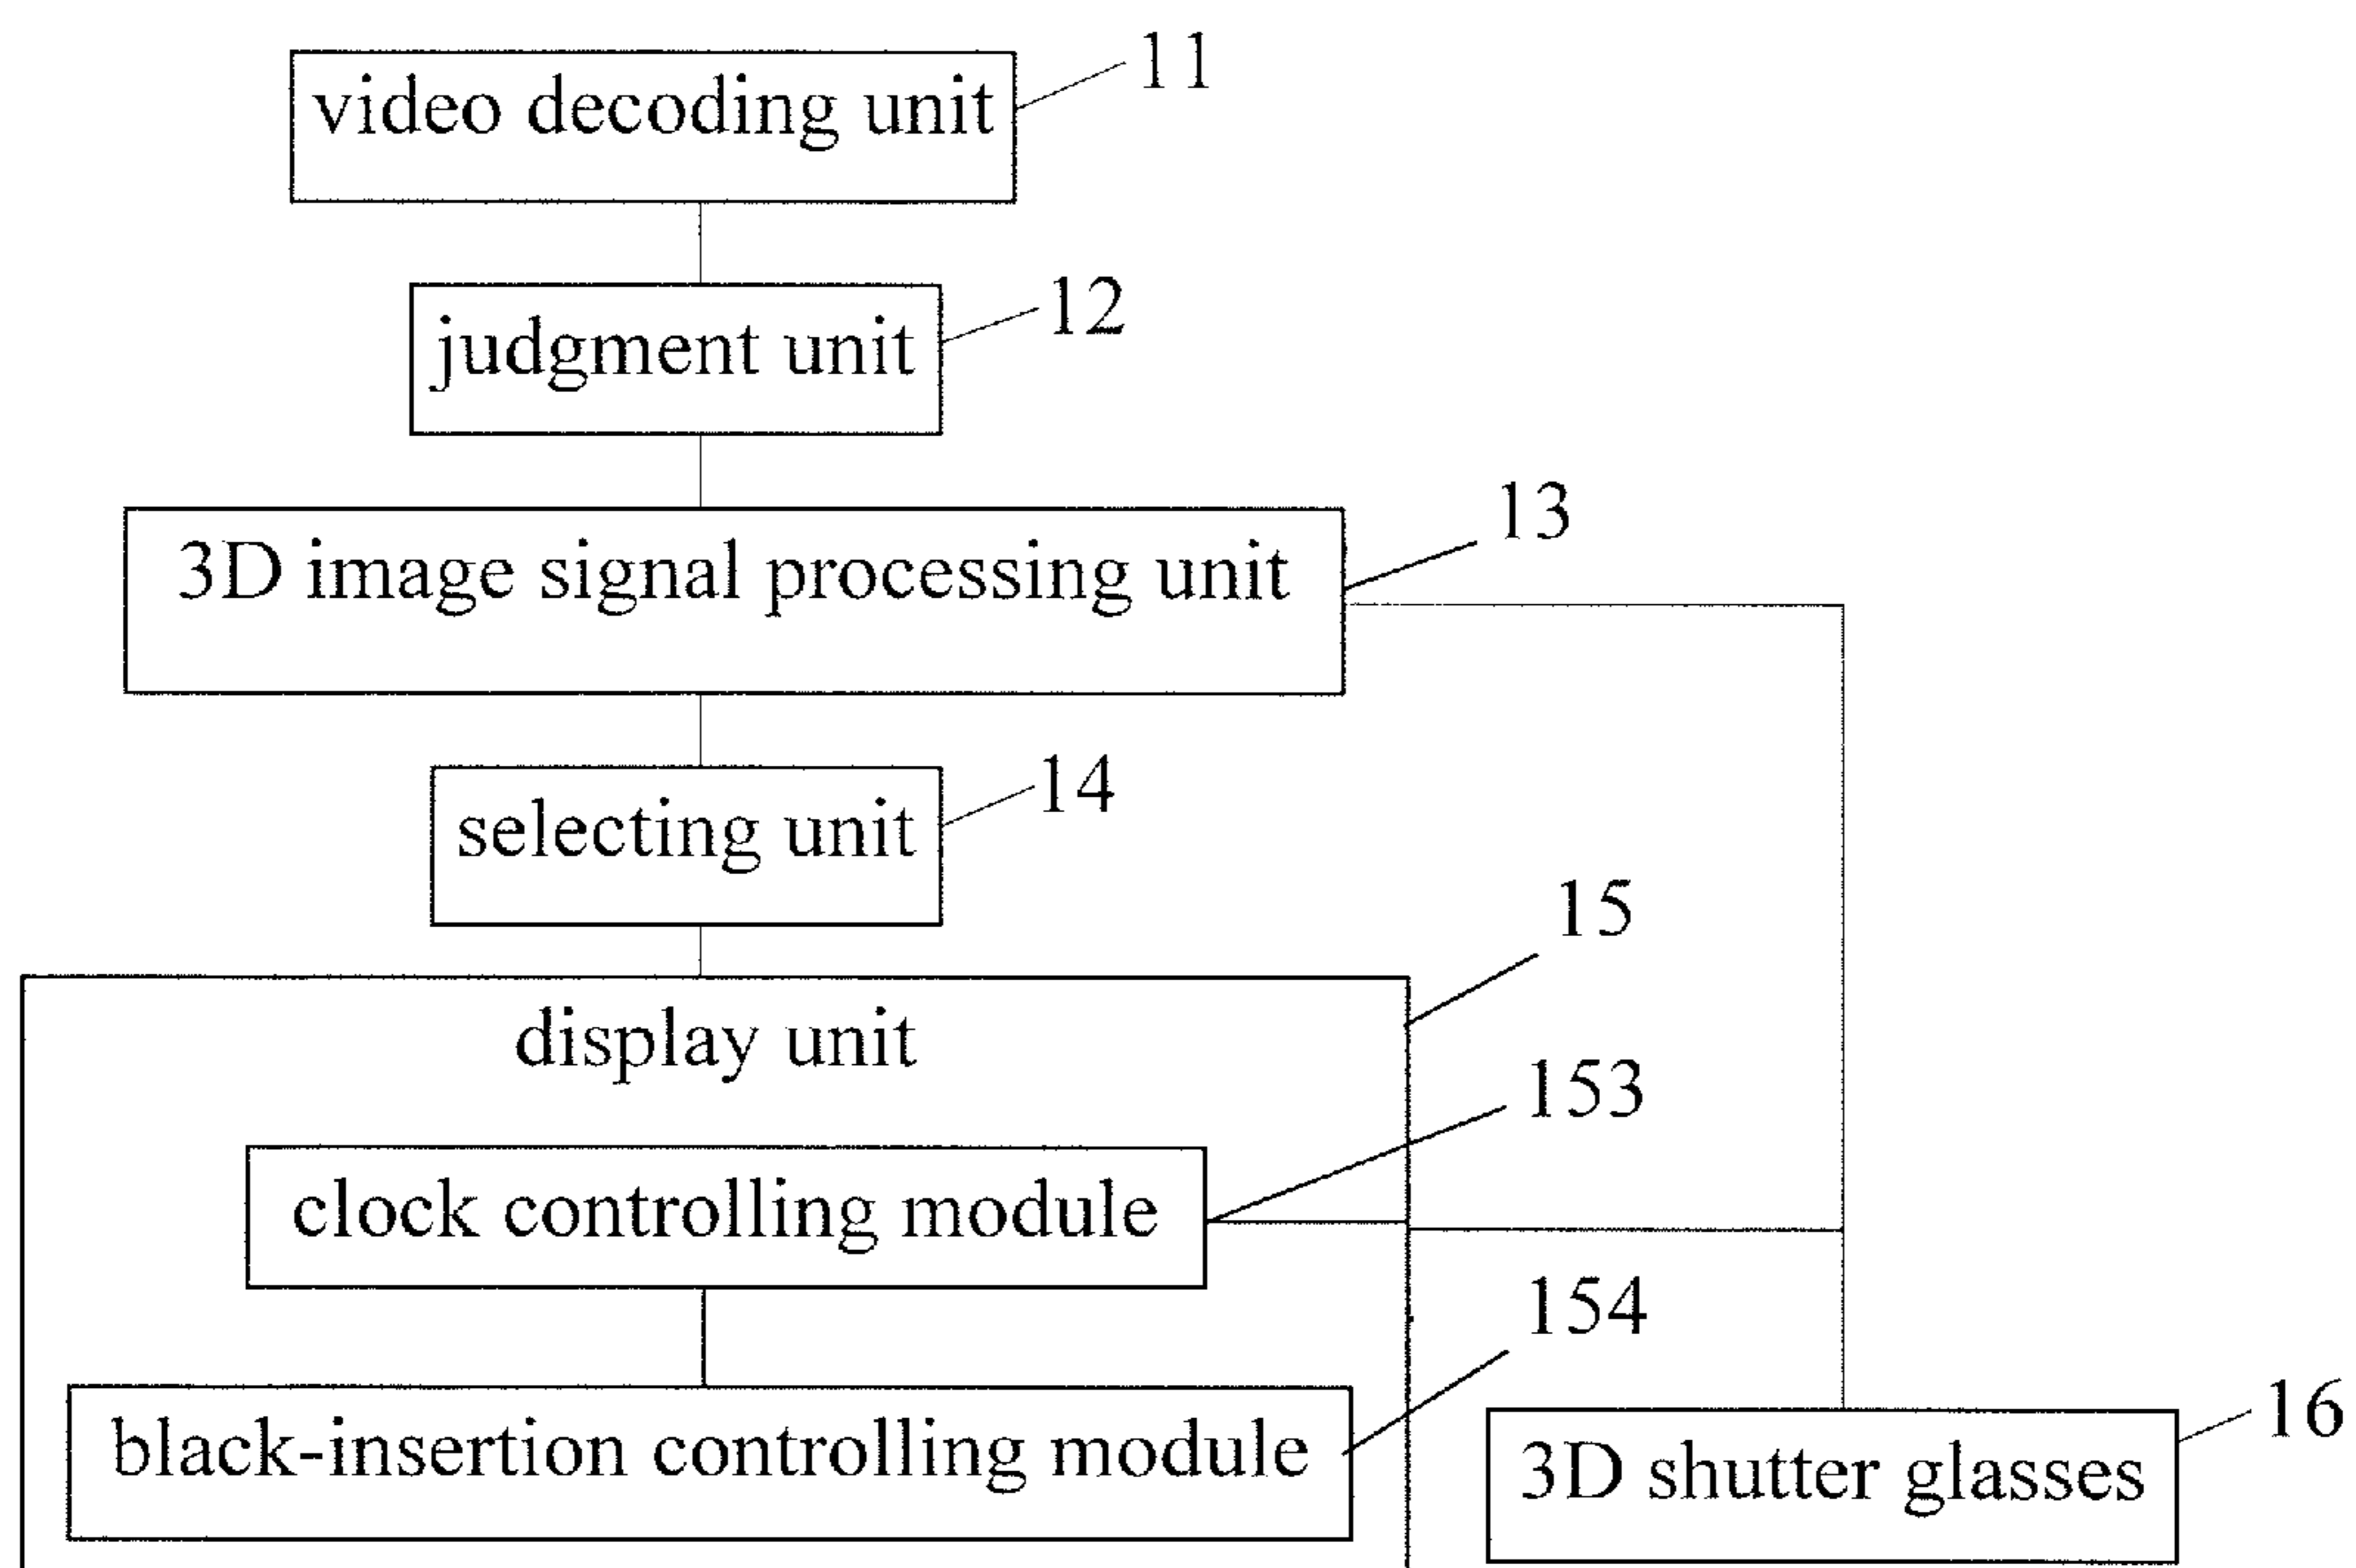 11
video decoding unit
12
judgment unit
13
3D image signal processing unit
14
selecting unit
15
display unit
153
clock controlling module
154
black-insertion controlling module
16
3D shutter glasses